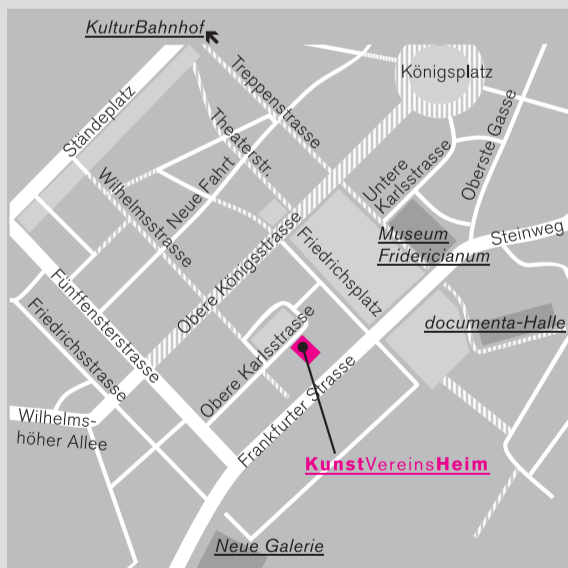 KulturBahnhof
Königsplatz
Treppenstrasse
Ständeplatz
Theaterstr.
Oberste Gasse
Untere
Karlsstrasse
Wilhelmsstrasse
Neue Fahrt
Obere Königsstrasse
Museum
Fridericianum
Steinweg
Friedrichsplatz
Fünffensterstrasse
Friedrichsstrasse
documenta-Halle
Obere Karlsstrasse
Frankfurter Strasse
Wilhelms-
höher Allee
KunstVereinsHeim
Neue Galerie